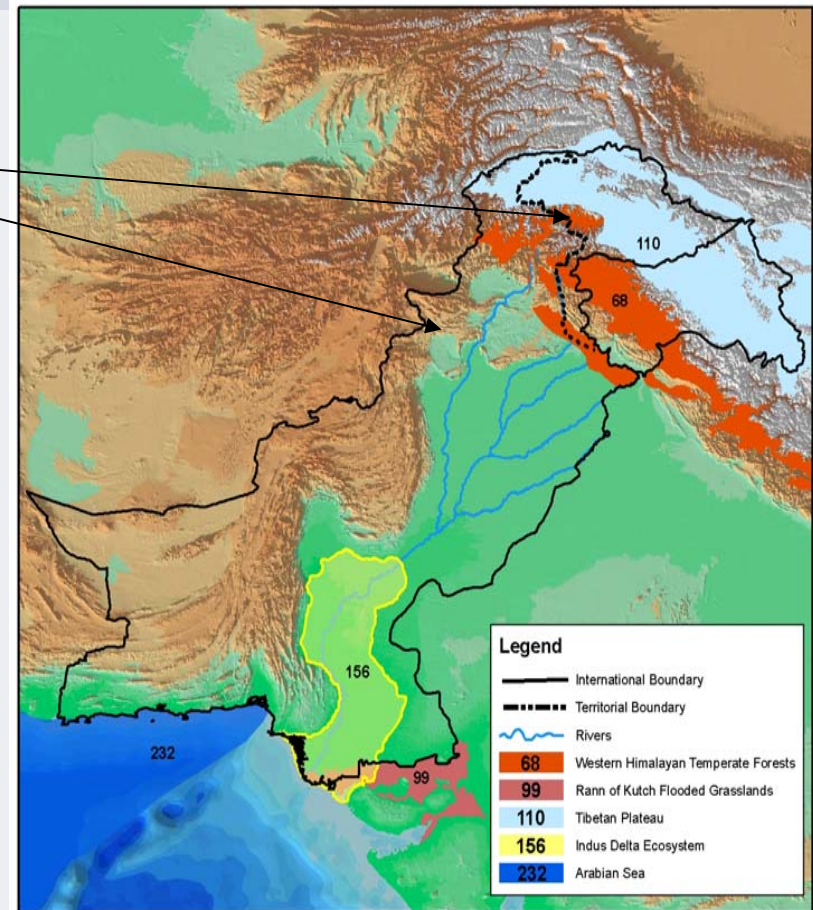 110
68
156
232
99
Legend
International Boundary
Territorial Boundary
Rivers
68 Western Himalayan Temperate Forests
99 Rann of Kutch Flooded Grasslands
110 Tibetan Plateau
156 Indus Delta Ecosystem
232 Arabian Sea